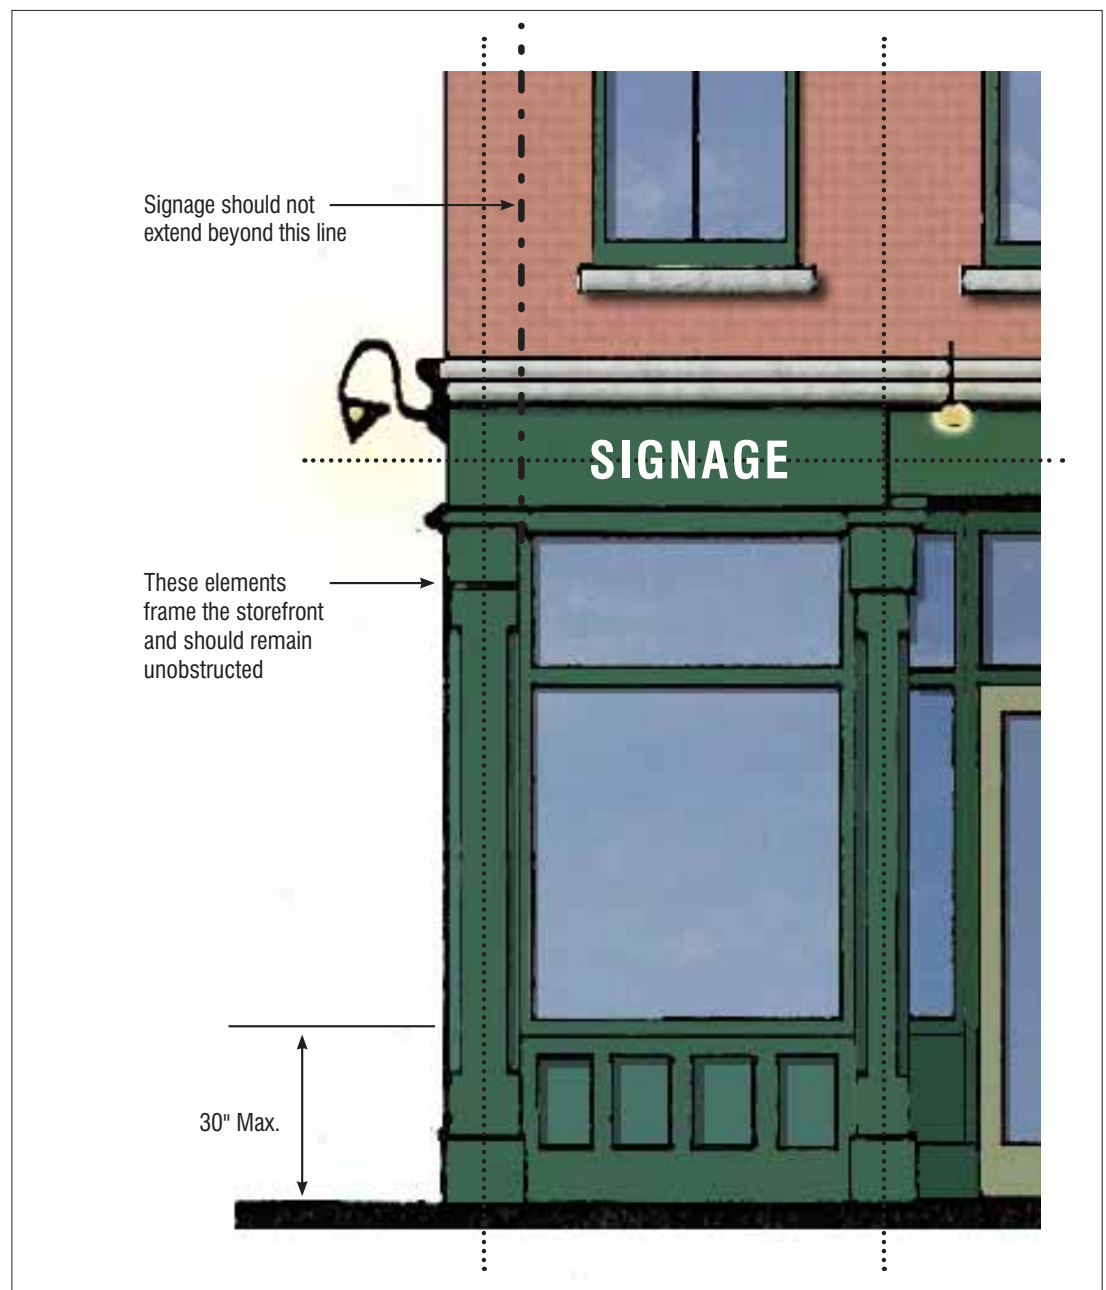 Signage should not
extend beyond this line
SIGNAGE
These elements
frame the storefront
and should remain
unobstructed
30" Max.